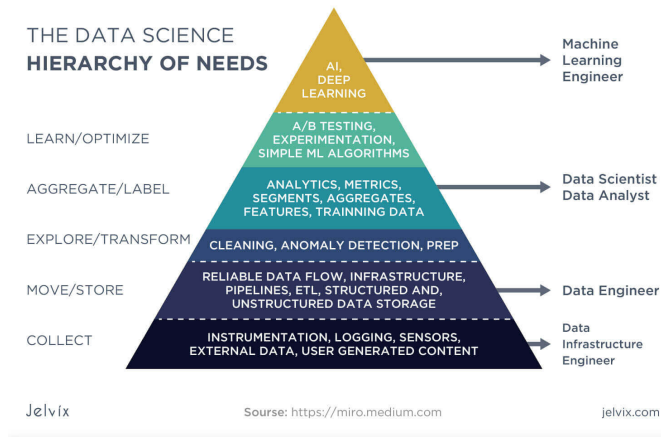 THE DATA SCIENCE
HIERARCHY OF NEEDS
AI,
DEEP
LEARNING
Machine
Learning
Engineer
LEARN/OPTIMIZE
A/B TESTING,
EXPERIMENTATION,
SIMPLE ML ALGORITHMS
AGGREGATE/LABEL
ANALYTICS, METRICS,
SEGMENTS, AGGREGATES,
FEATURES, TRAINNING DATA
Data Scientist
Data Analyst
EXPLORE/TRANSFORM
CLEANING, ANOMALY DETECTION, PREP
MOVE/STORE
RELIABLE DATA FLOW, INFRASTRUCTURE,
PIPELINES, ETL, STRUCTURED AND,
UNSTRUCTURED DATA STORAGE
Data Engineer
COLLECT
INSTRUMENTATION, LOGGING, SENSORS,
EXTERNAL DATA, USER GENERATED CONTENT
Data
Infrastructure
Engineer
Jelvix
Sourse: https://miro.medium.com
jelvix.com